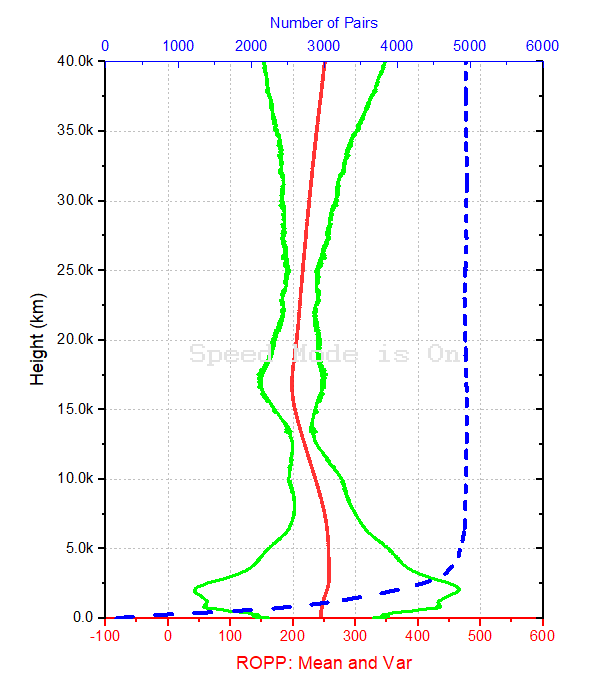 Number of Pairs
0 1000 2000 3000 4000 5000 6000
40.0k
35.0k
30.0k
25.0k
20.0k
Speed Mode is On
15.0k
10.0k
5.0k
0.0
Height (km)
-100 0 100 200 300 400 500 600
ROPP: Mean and Var